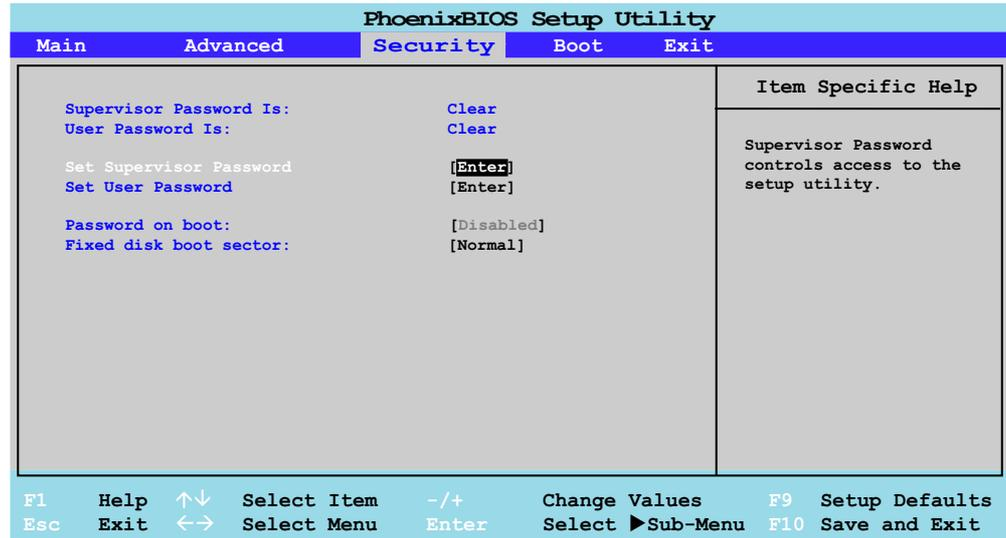 PhoenixBIOS Setup Utility
Main Advanced Security Boot Exit
Item Specific Help
Supervisor Password Is: Clear
User Password Is: Clear
Set Supervisor Password [Enter]
Set User Password [Enter]
Password on boot: [Disabled]
Fixed disk boot sector: [Normal]
Supervisor Password
controls access to the
setup utility.
F1 Help ↑↓ Select Item -/+ Change Values F9 Setup Defaults
Esc Exit ←→ Select Menu Enter Select ▶Sub-Menu F10 Save and Exit